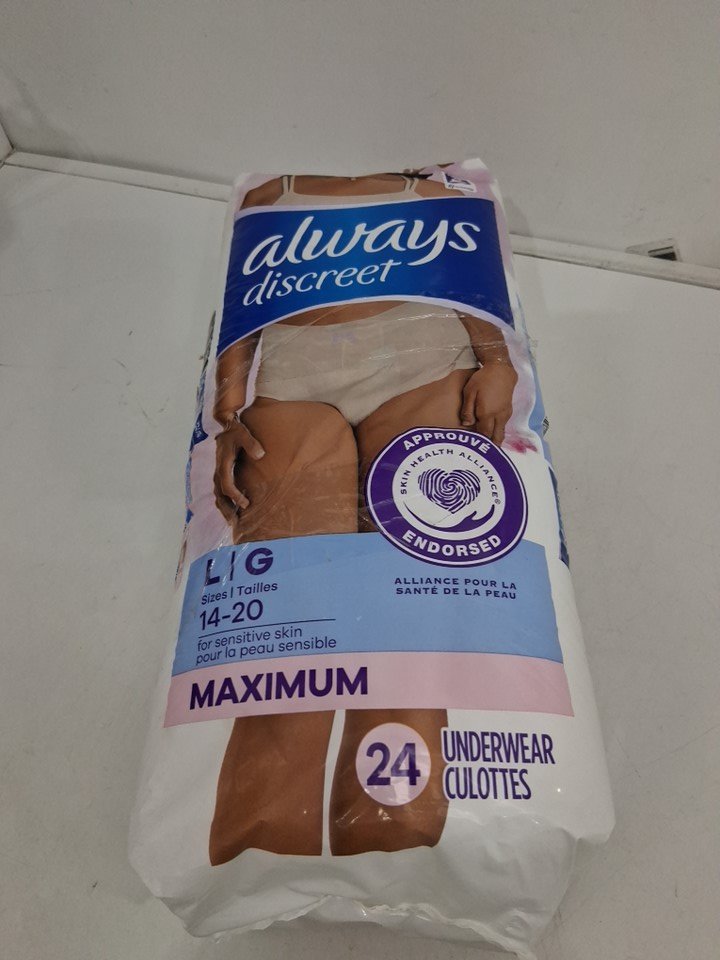 always
discreet
APPROUVÉ
SKIN HEALTH ALLIANCE®
ENDORSED
ALLIANCE POUR LA
SANTÉ DE LA PEAU
L | G
Sizes | Tailles
14-20
for sensitive skin
pour la peau sensible
MAXIMUM
24
UNDERWEAR
CULOTTES